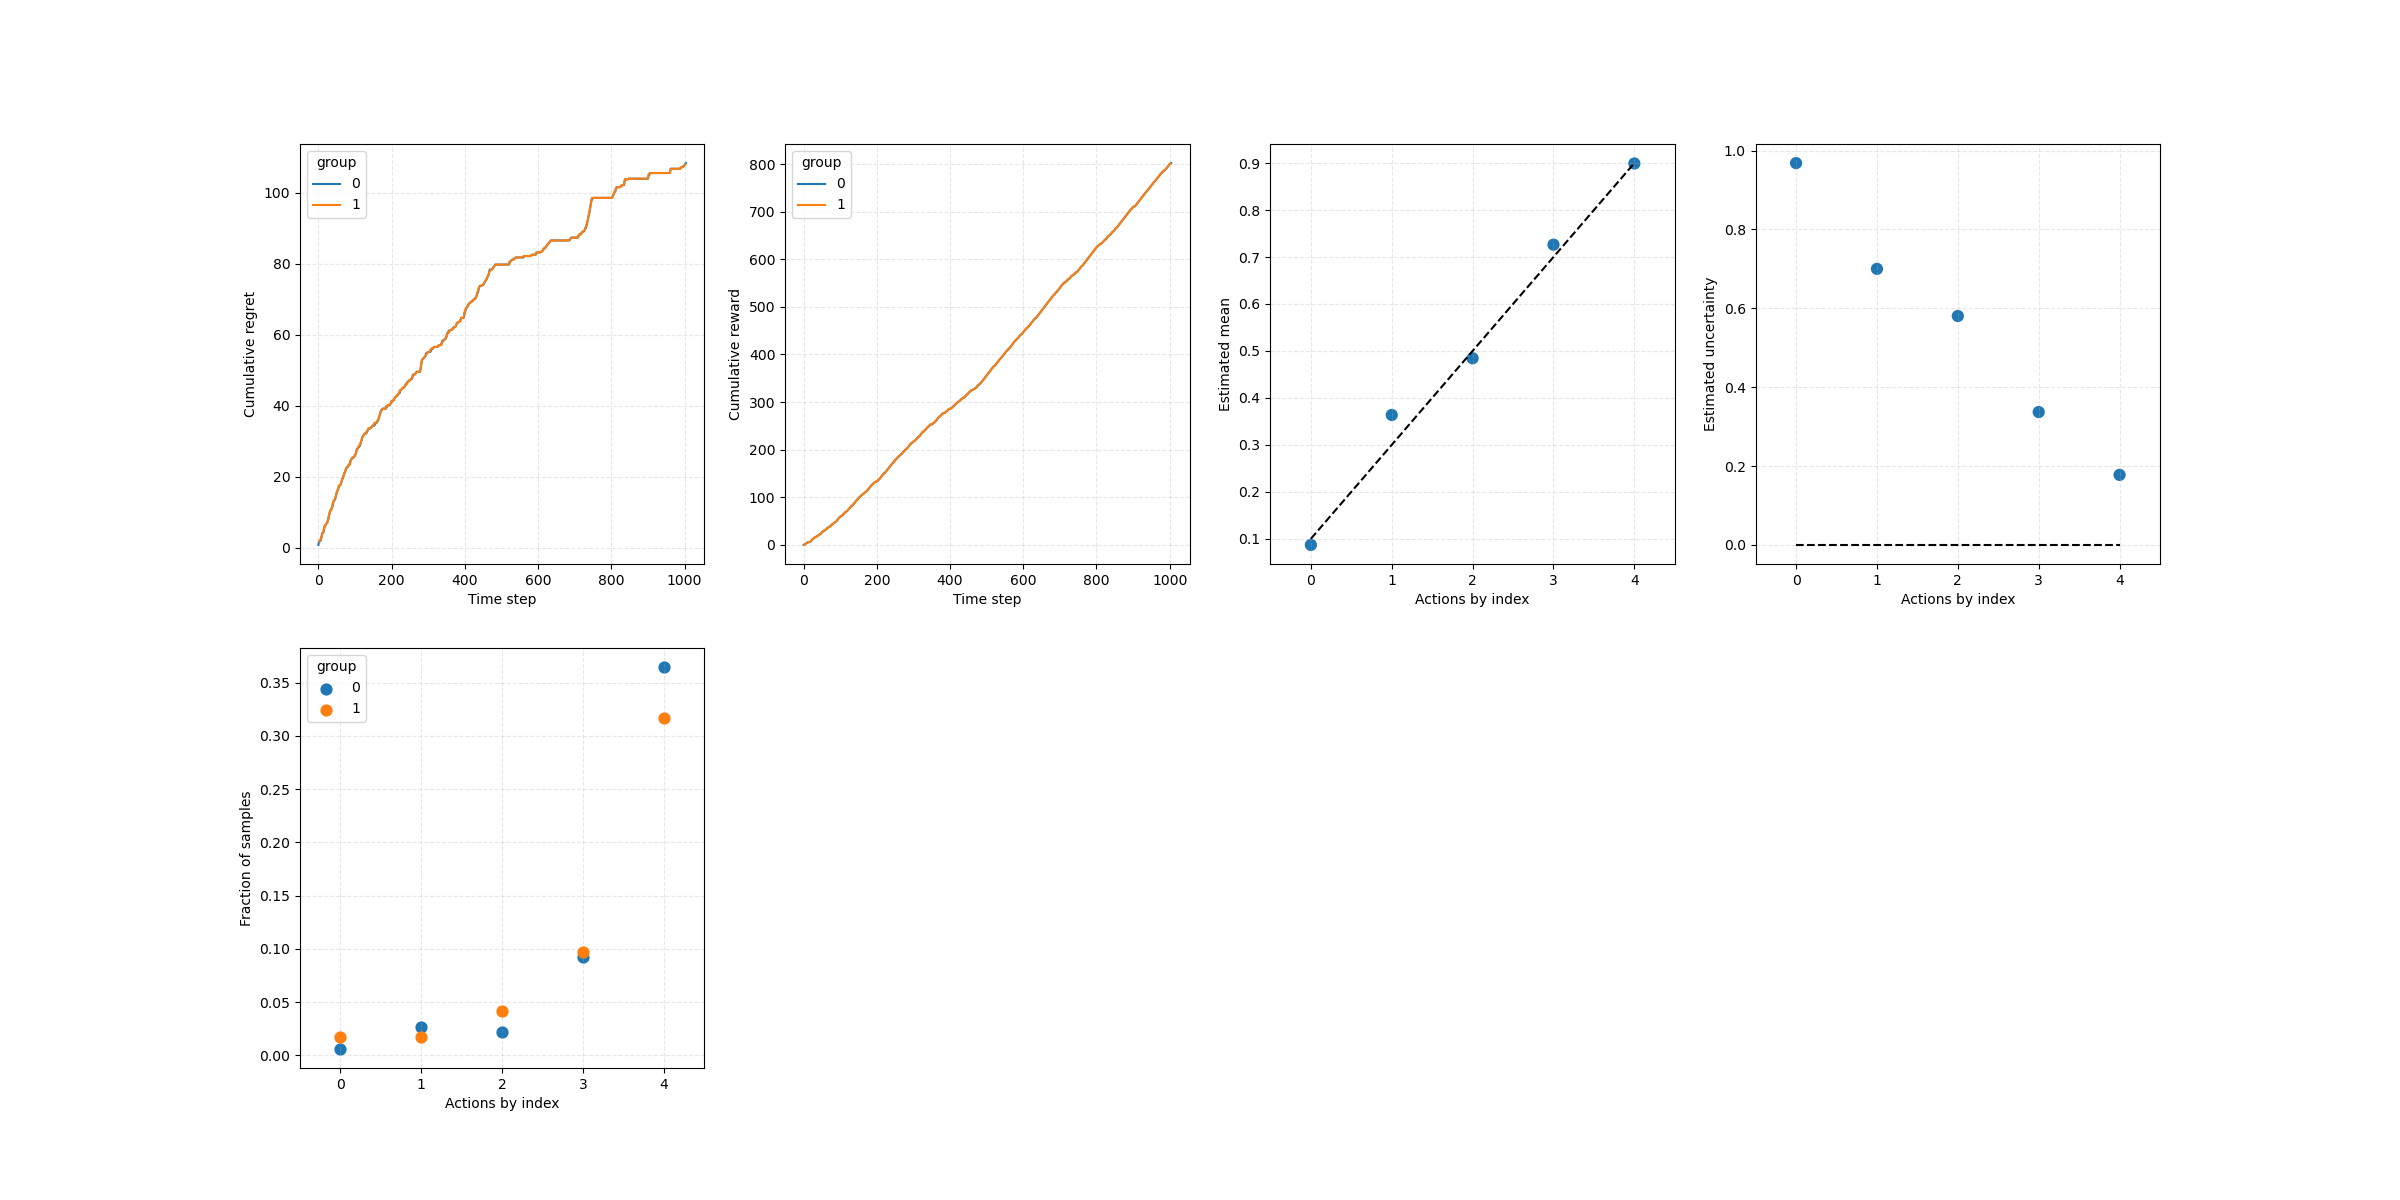 group
0
1
100
80
60
40
20
0
Cumulative regret
0 200 400 600 800 1000
Time step
group
0
1
800
700
600
500
400
300
200
100
0
Cumulative reward
0 200 400 600 800 1000
Time step
0.9
0.8
0.7
0.6
0.5
0.4
0.3
0.2
0.1
Estimated mean
0 1 2 3 4
Actions by index
1.0
0.8
0.6
0.4
0.2
0.0
Estimated uncertainty
0 1 2 3 4
Actions by index
group
0
1
0.35
0.30
0.25
0.20
0.15
0.10
0.05
0.00
Fraction of samples
0 1 2 3 4
Actions by index